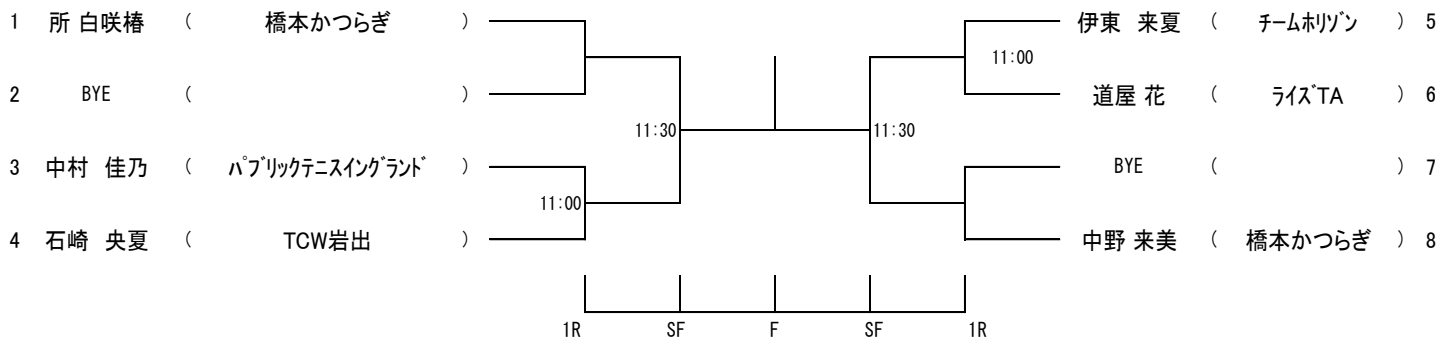 1 所 白咲椿 ( 橋本かつらぎ ) 伊東 来夏 ( チームホリゾン ) 5
11:00
2 BYE ( ) 道屋 花 ( ライズTA ) 6
11:30 11:30
3 中村 佳乃 ( パブリックテニスイングランド ) BYE ( ) 7
11:00
4 石崎 央夏 ( TCW岩出 ) 中野 来美 ( 橋本かつらぎ ) 8
1R SF F SF 1R